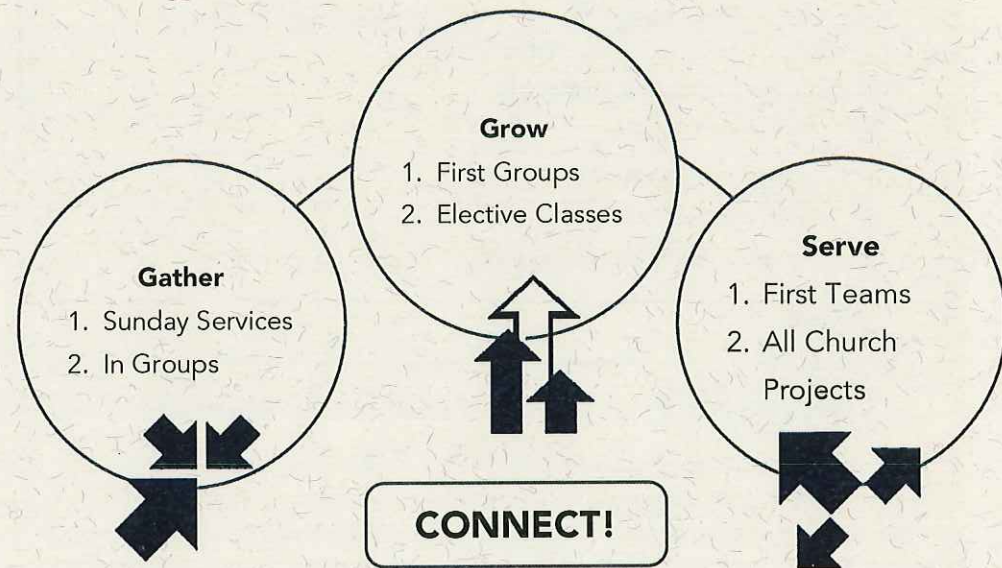 Grow
1. First Groups
2. Elective Classes
Gather
1. Sunday Services
2. In Groups
Serve
1. First Teams
2. All Church
Projects
CONNECT!